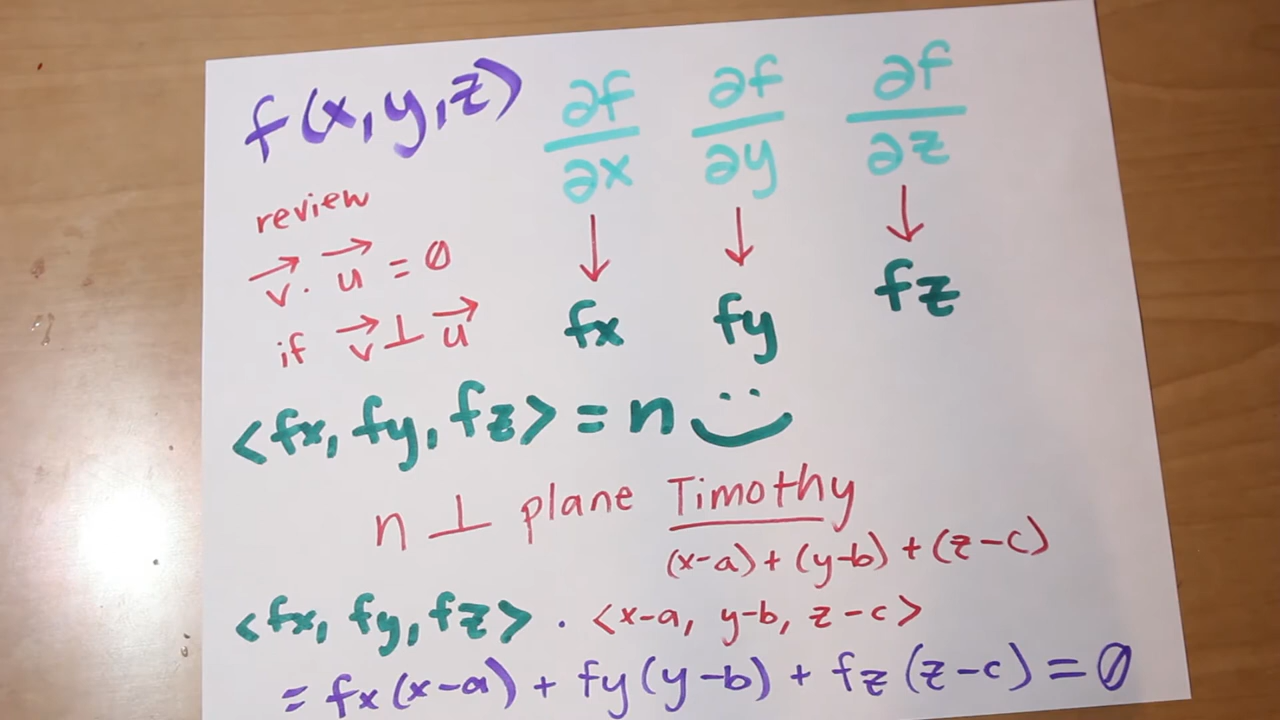 f(x,y,z) ∂f/∂x ∂f/∂y ∂f/∂z
review
v⃗ · u⃗ = 0
if v⃗ ⊥ u⃗
↓ ↓ ↓
fx fy fz
<fx, fy, fz> = n
n ⊥ plane Timothy
(x-a) + (y-b) + (z-c)
<fx, fy, fz> · <x-a, y-b, z-c>
= fx(x-a) + fy(y-b) + fz(z-c) = 0